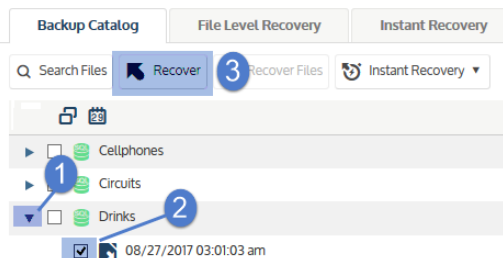 Backup Catalog File Level Recovery Instant Recovery
Search Files Recover 3 Recover Files Instant Recovery ▼
29
Cellphones
1
Circuits
Drinks 2
08/27/2017 03:01:03 am